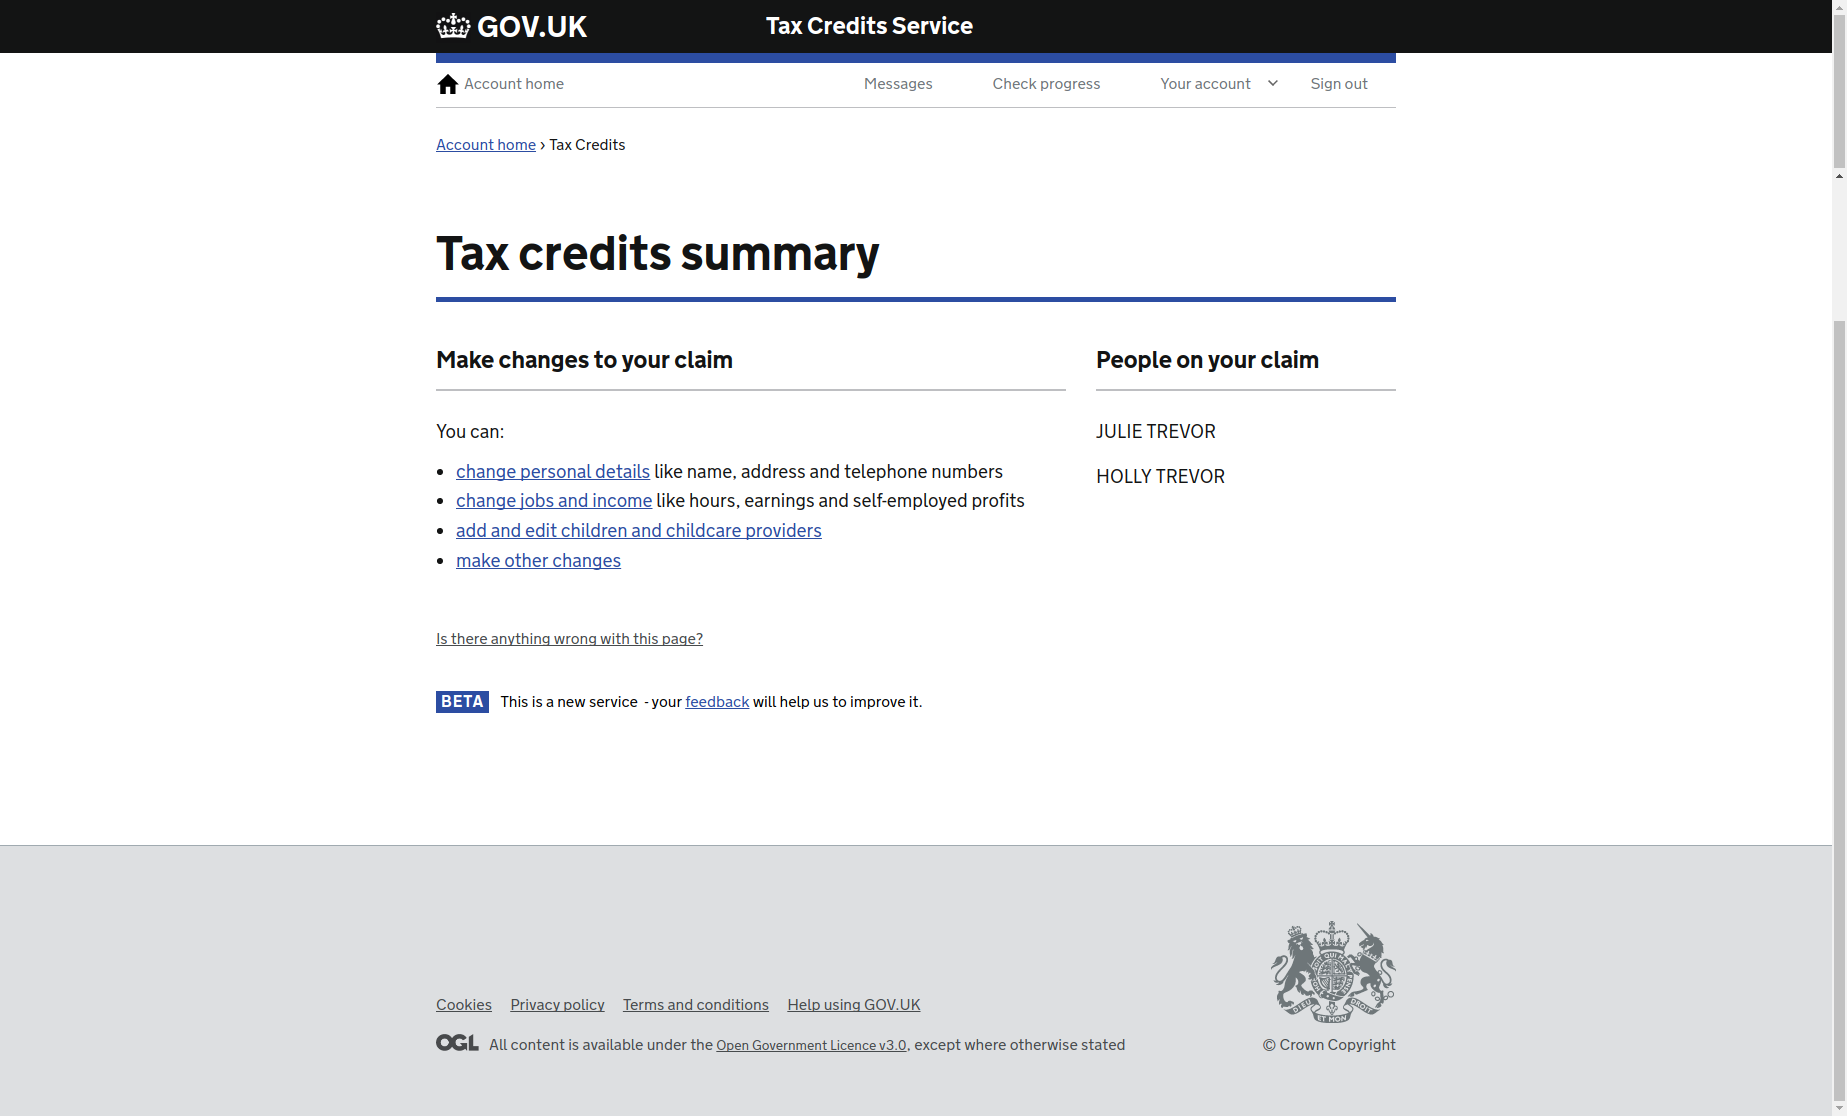 GOV.UK Tax Credits Service
Account home Messages Check progress Your account Sign out
Account home › Tax Credits
Tax credits summary
Make changes to your claim
You can:
• change personal details like name, address and telephone numbers
• change jobs and income like hours, earnings and self-employed profits
• add and edit children and childcare providers
• make other changes
People on your claim
JULIE TREVOR
HOLLY TREVOR
Is there anything wrong with this page?
BETA This is a new service - your feedback will help us to improve it.
Cookies Privacy policy Terms and conditions Help using GOV.UK
OGL All content is available under the Open Government Licence v3.0, except where otherwise stated
DIEU ET MON DROIT
© Crown Copyright